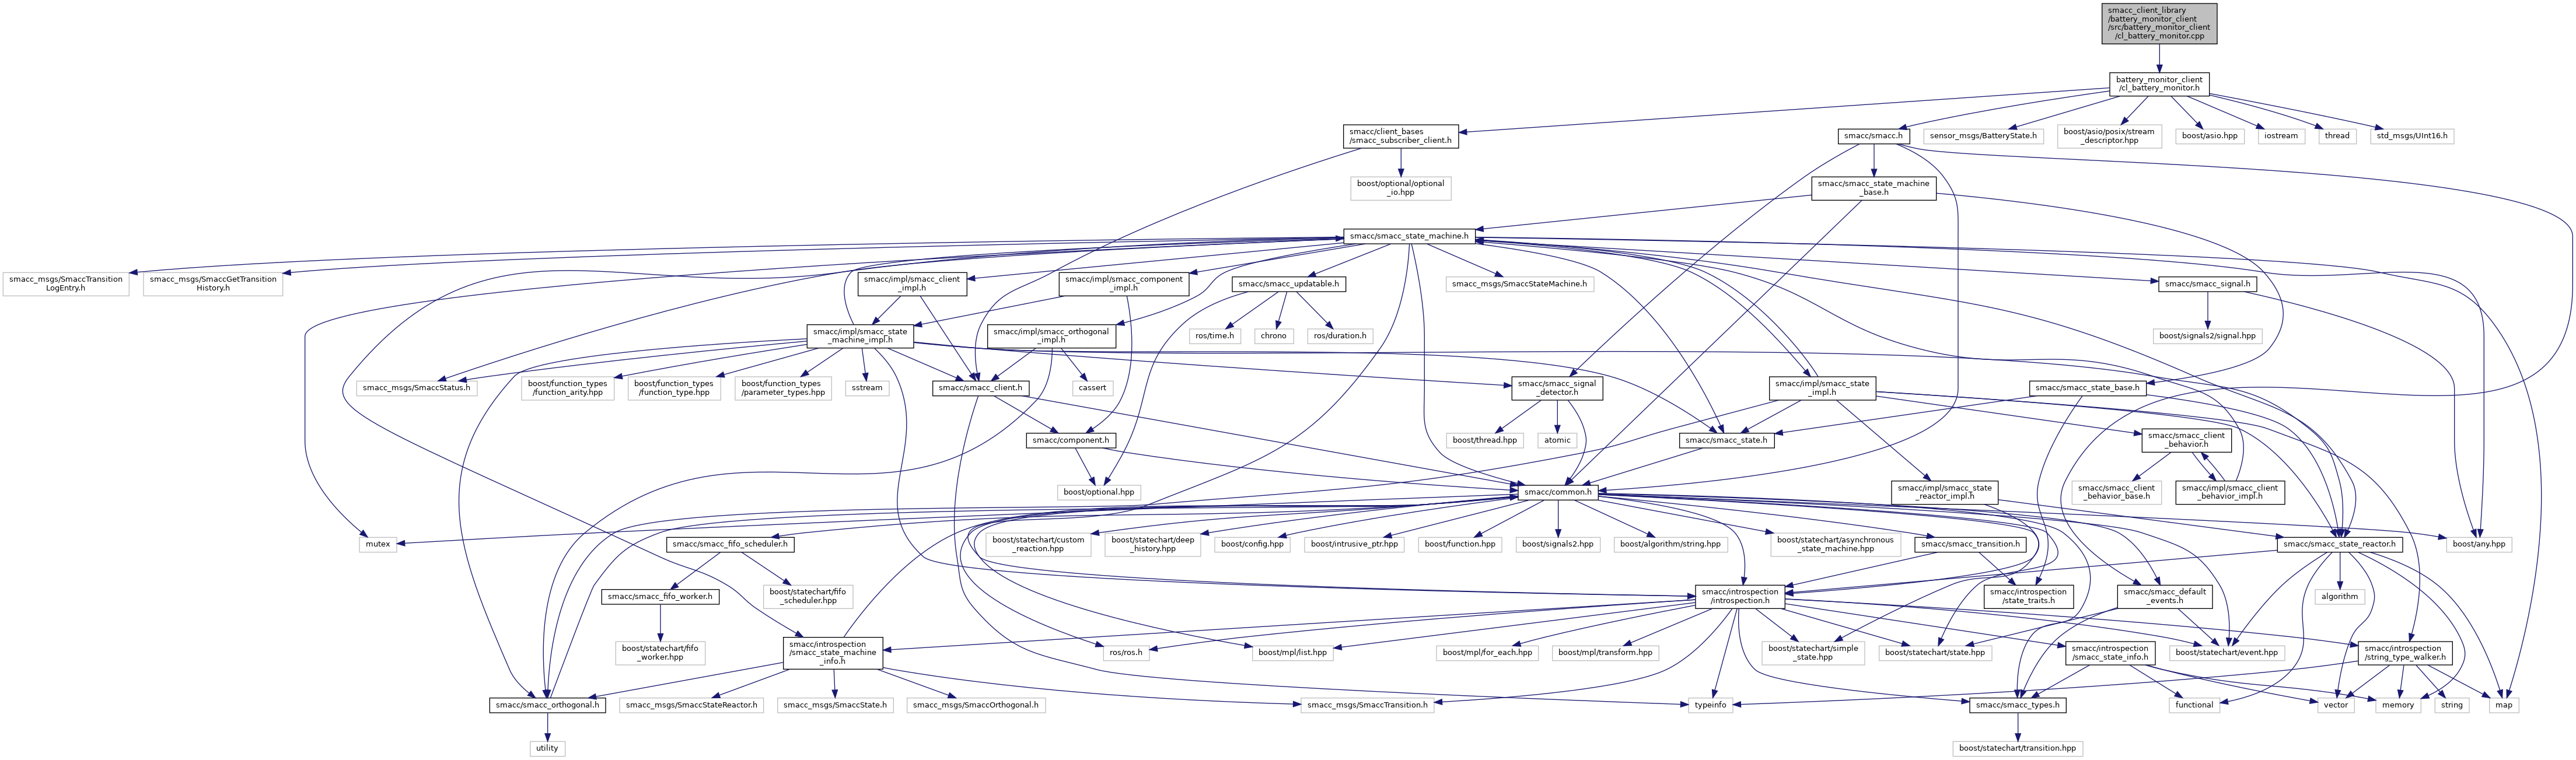 smacc_client_library
/battery_monitor_client
/src/battery_monitor_client
/cl_battery_monitor.cpp
battery_monitor_client
/cl_battery_monitor.h
smacc/client_bases
/smacc_subscriber_client.h
smacc/smacc.h
sensor_msgs/BatteryState.h
boost/asio/posix/stream
_descriptor.hpp
boost/asio.hpp
iostream
thread
std_msgs/UInt16.h
boost/optional/optional
_io.hpp
smacc/smacc_state_machine
_base.h
smacc/smacc_state_machine.h
smacc_msgs/SmaccTransition
LogEntry.h
smacc_msgs/SmaccGetTransition
History.h
smacc/impl/smacc_client
_impl.h
smacc/impl/smacc_component
_impl.h
smacc/smacc_updatable.h
smacc_msgs/SmaccStateMachine.h
smacc/smacc_signal.h
smacc/impl/smacc_state
_machine_impl.h
smacc/impl/smacc_orthogonal
_impl.h
ros/time.h
chrono
ros/duration.h
boost/signals2/signal.hpp
smacc_msgs/SmaccStatus.h
boost/function_types
/function_arity.hpp
boost/function_types
/function_type.hpp
boost/function_types
/parameter_types.hpp
sstream
smacc/smacc_client.h
cassert
smacc/smacc_signal
_detector.h
smacc/impl/smacc_state
_impl.h
smacc/smacc_state_base.h
smacc/component.h
boost/thread.hpp
atomic
smacc/smacc_state.h
smacc/smacc_client
_behavior.h
boost/optional.hpp
smacc/common.h
smacc/impl/smacc_state
_reactor_impl.h
smacc/smacc_client
_behavior_base.h
smacc/impl/smacc_client
_behavior_impl.h
mutex
smacc/smacc_fifo_scheduler.h
boost/statechart/custom
_reaction.hpp
boost/statechart/deep
_history.hpp
boost/config.hpp
boost/intrusive_ptr.hpp
boost/function.hpp
boost/signals2.hpp
boost/algorithm/string.hpp
boost/statechart/asynchronous
_state_machine.hpp
smacc/smacc_transition.h
smacc/smacc_state_reactor.h
boost/any.hpp
smacc/smacc_fifo_worker.h
boost/statechart/fifo
_scheduler.hpp
smacc/introspection
/introspection.h
smacc/introspection
/state_traits.h
smacc/smacc_default
_events.h
algorithm
boost/statechart/fifo
_worker.hpp
smacc/introspection
/smacc_state_machine
_info.h
ros/ros.h
boost/mpl/list.hpp
boost/mpl/for_each.hpp
boost/mpl/transform.hpp
boost/statechart/simple
_state.hpp
boost/statechart/state.hpp
smacc/introspection
/smacc_state_info.h
boost/statechart/event.hpp
smacc/introspection
/string_type_walker.h
smacc/smacc_orthogonal.h
smacc_msgs/SmaccStateReactor.h
smacc_msgs/SmaccState.h
smacc_msgs/SmaccOrthogonal.h
smacc_msgs/SmaccTransition.h
typeinfo
smacc/smacc_types.h
functional
vector
memory
string
map
utility
boost/statechart/transition.hpp